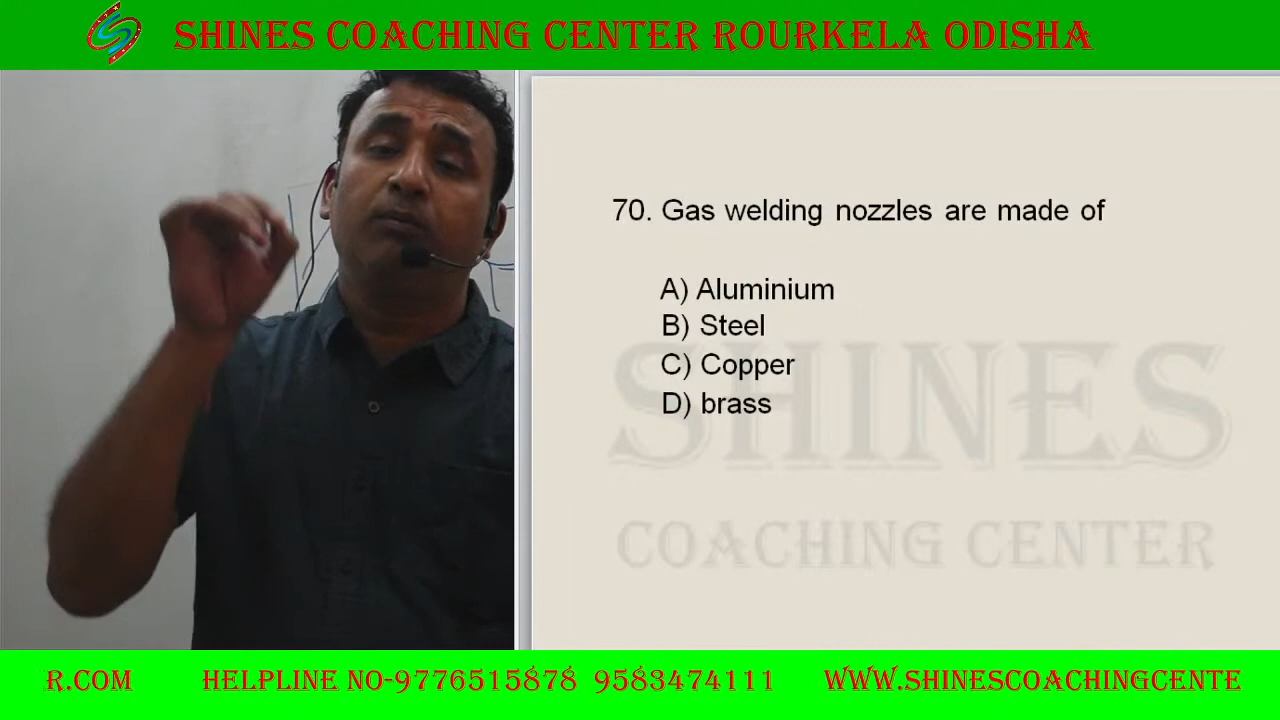 SHINES COACHING CENTER ROURKELA ODISHA
70. Gas welding nozzles are made of
A) Aluminium
B) Steel
C) Copper
D) brass
SHINES
COACHING CENTER
R.COM HELPLINE NO-9776515878 9583474111 WWW.SHINESCOACHINGCENTE